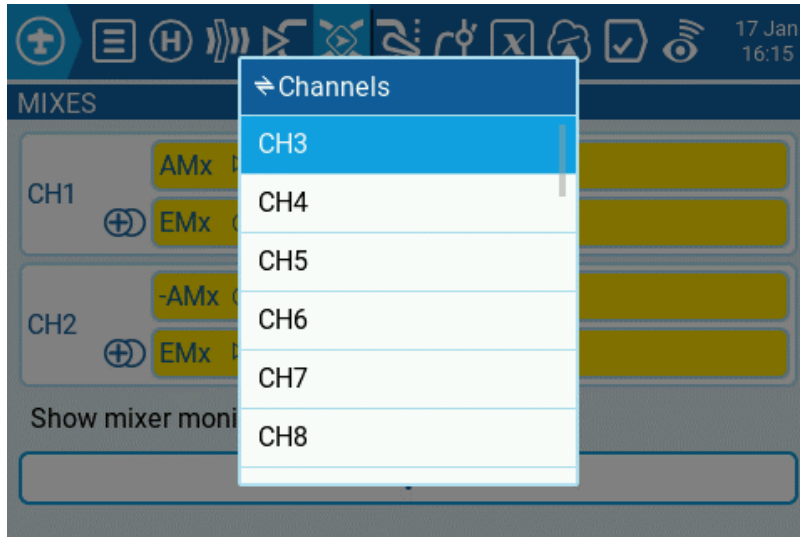 17 Jan
16:15
MIXES
Channels
CH3
CH4
CH5
CH6
CH7
CH8
CH1
AMx
EMx
CH2
-AMx
EMx
Show mixer moni